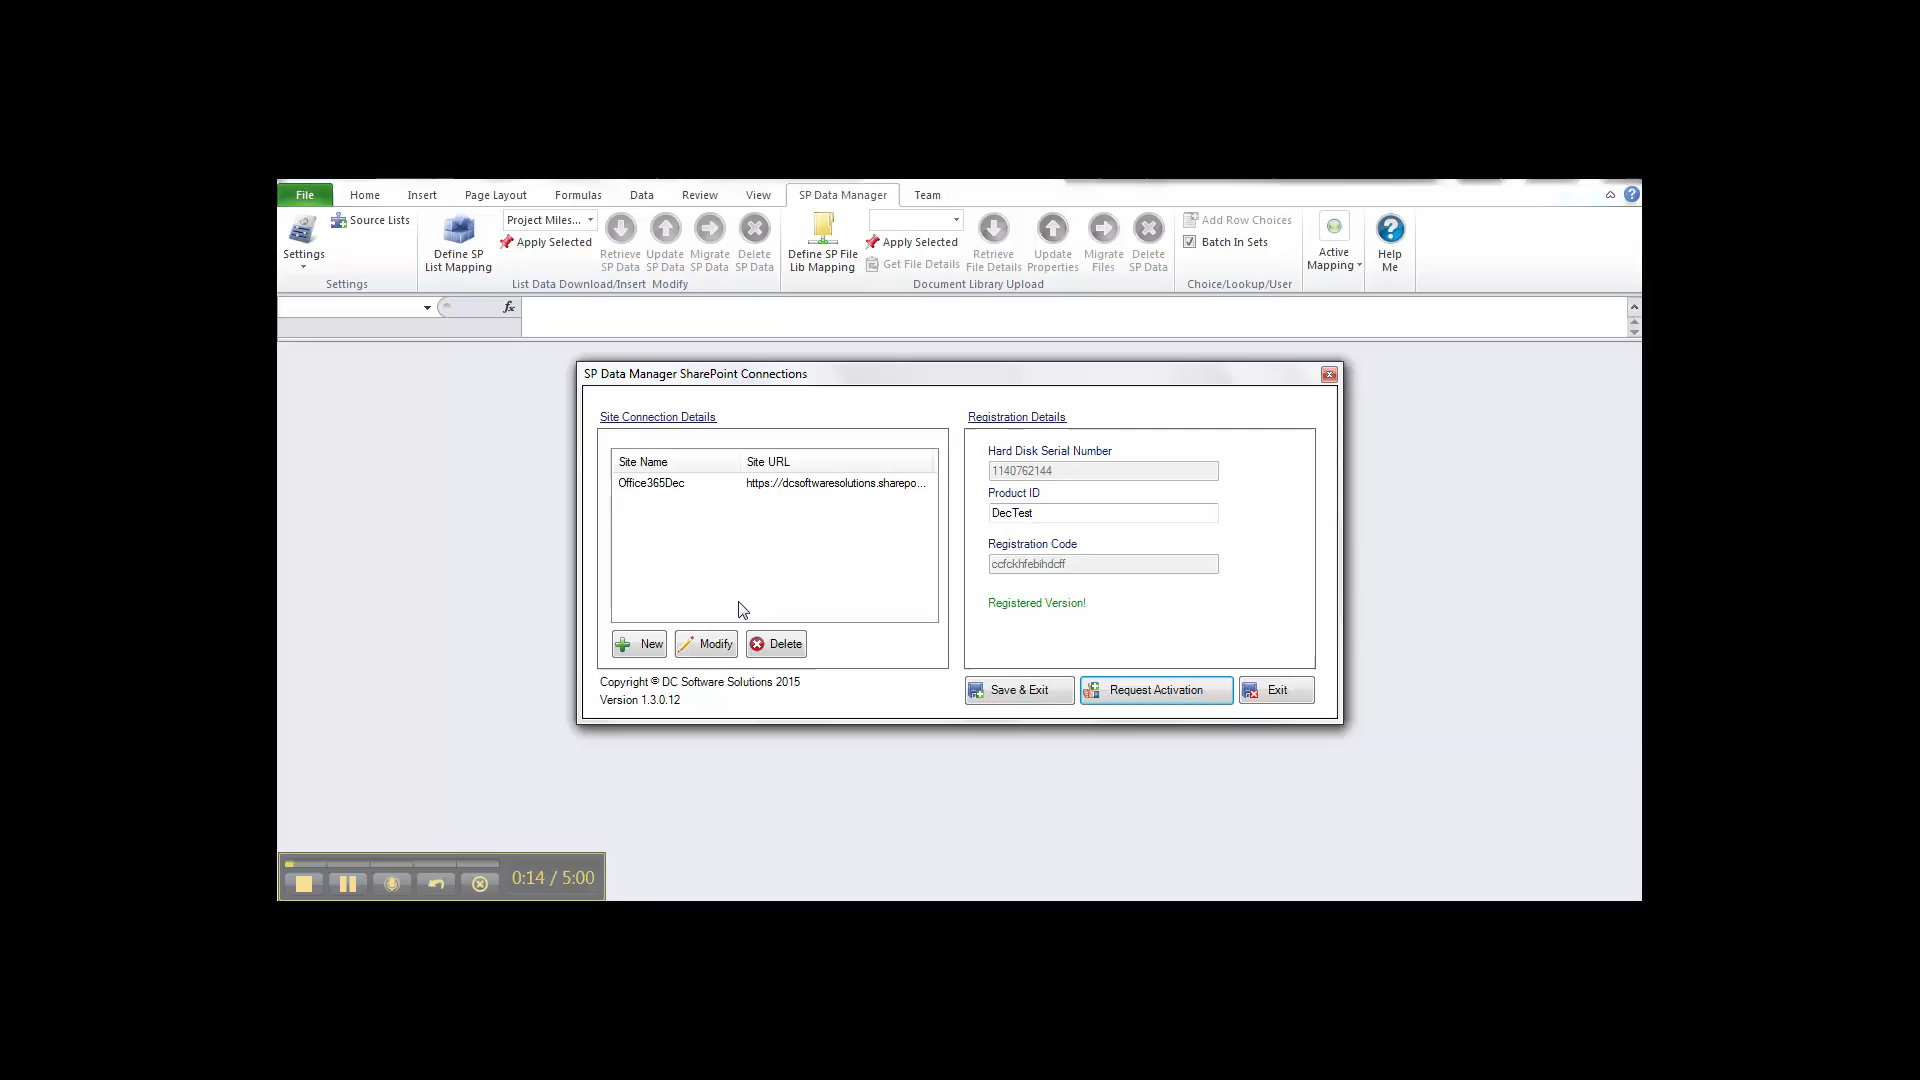 File Home Insert Page Layout Formulas Data Review View SP Data Manager Team
Settings
Source Lists
Settings
Define SP
List Mapping
Project Miles...
Apply Selected
Retrieve
SP Data
Update
SP Data
Migrate
SP Data
Delete
SP Data
List Data Download/Insert Modify
Define SP File
Lib Mapping
Apply Selected
Get File Details
Retrieve
File Details
Update
Properties
Migrate
Files
Delete
SP Data
Document Library Upload
Add Row Choices
Batch In Sets
Choice/Lookup/User
Active
Mapping
Help
Me
fx
SP Data Manager SharePoint Connections
Site Connection Details
Site Name Site URL
Office365Dec https://dcsoftwaresolutions.sharepo...
New Modify Delete
Copyright © DC Software Solutions 2015
Version 1.3.0.12
Registration Details
Hard Disk Serial Number
1140762144
Product ID
DecTest
Registration Code
ccfckhfebihdcff
Registered Version!
Save & Exit Request Activation Exit
0:14 / 5:00